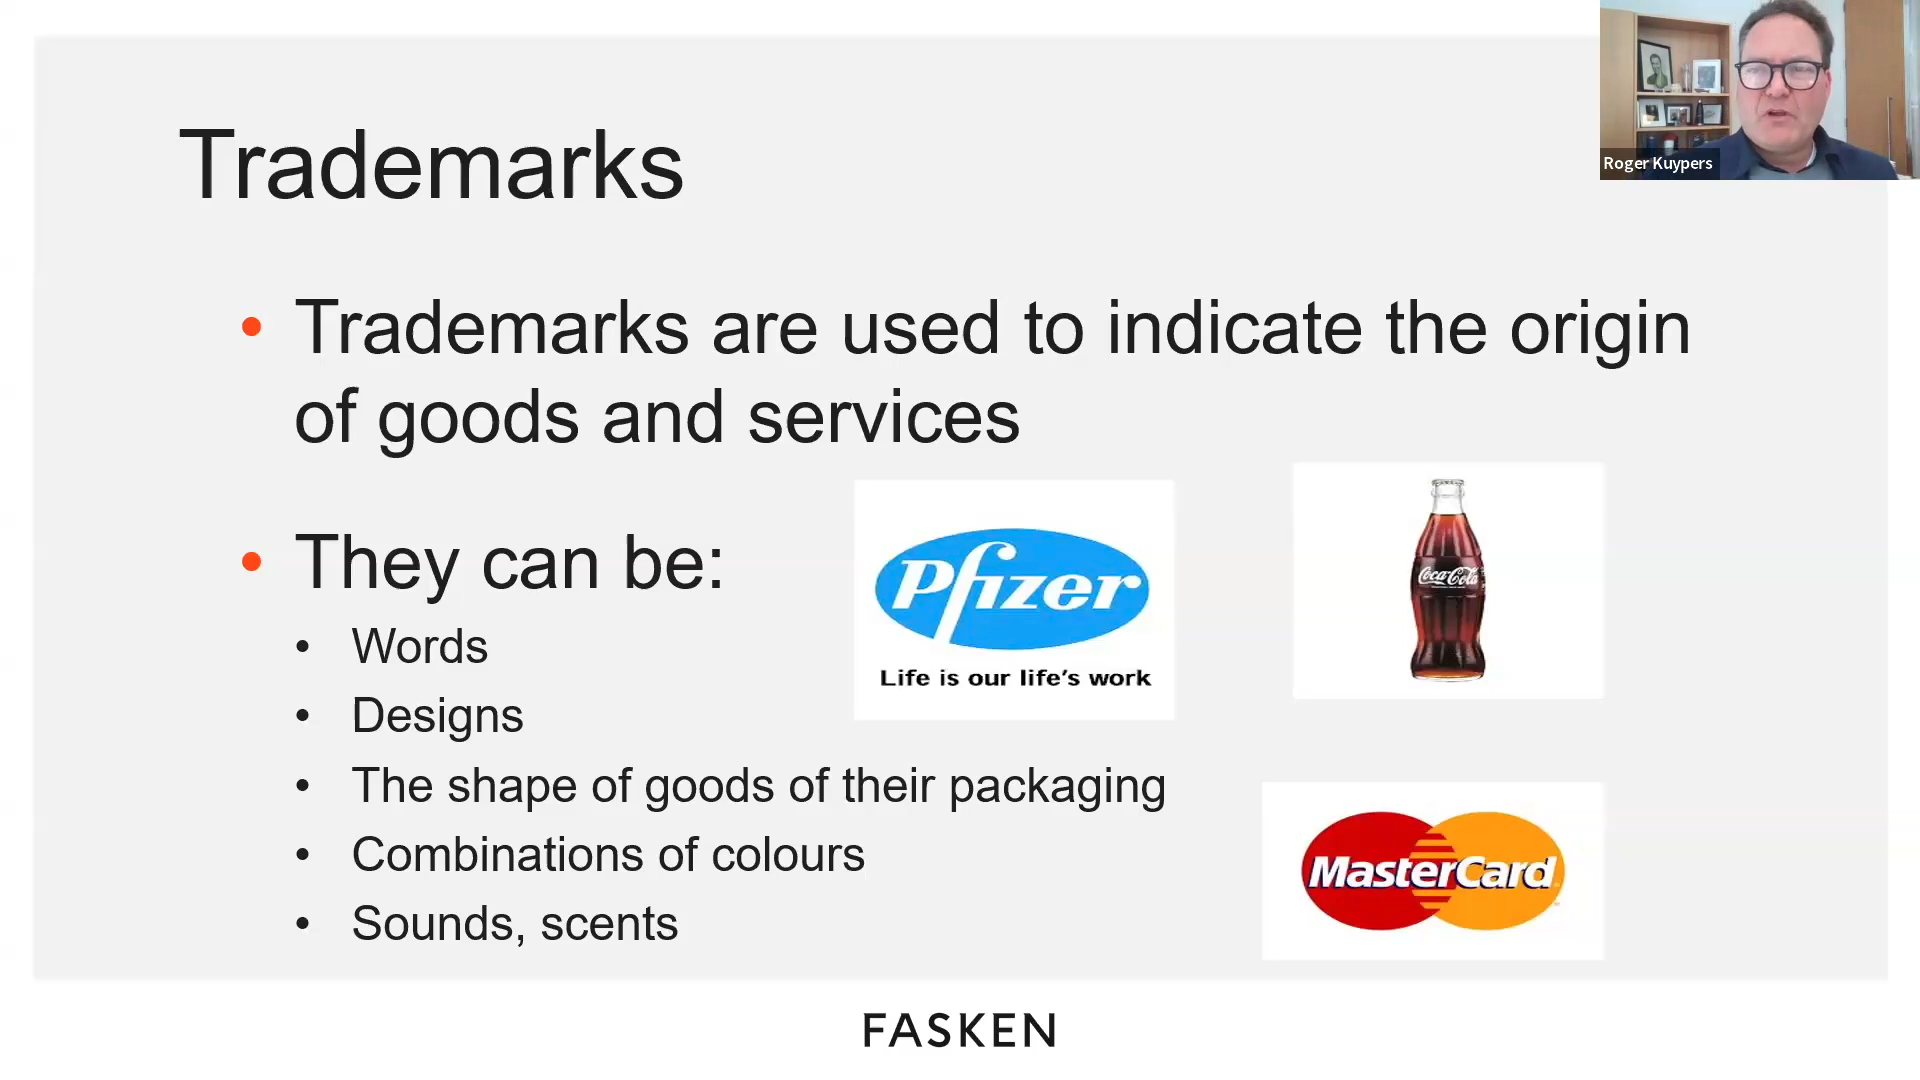 Trademarks
Roger Kuypers
• Trademarks are used to indicate the origin
of goods and services
• They can be:
• Words
• Designs
• The shape of goods of their packaging
• Combinations of colours
• Sounds, scents
Pfizer
Life is our life's work
Coca-Cola
MasterCard
FASKEN